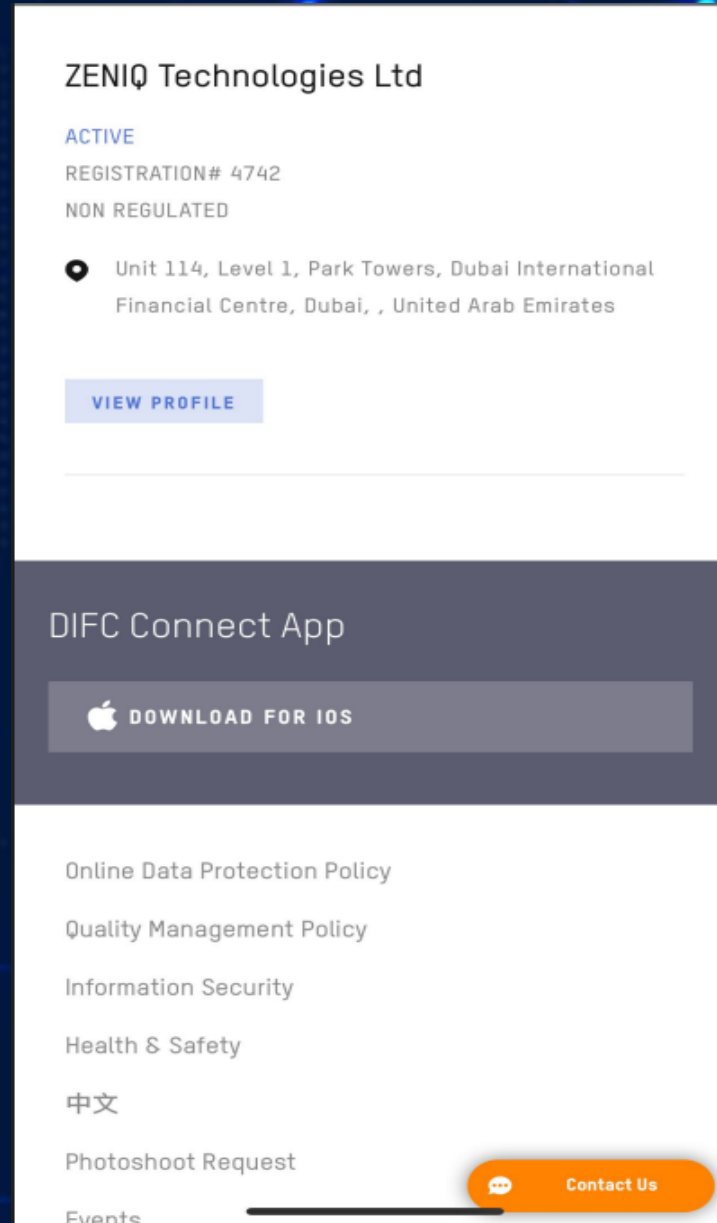 ZENIQ Technologies Ltd
ACTIVE
REGISTRATION# 4742
NON REGULATED
Unit 114, Level 1, Park Towers, Dubai International
Financial Centre, Dubai, , United Arab Emirates
VIEW PROFILE
DIFC Connect App
DOWNLOAD FOR IOS
Online Data Protection Policy
Quality Management Policy
Information Security
Health & Safety
中文
Photoshoot Request
Contact Us
Events